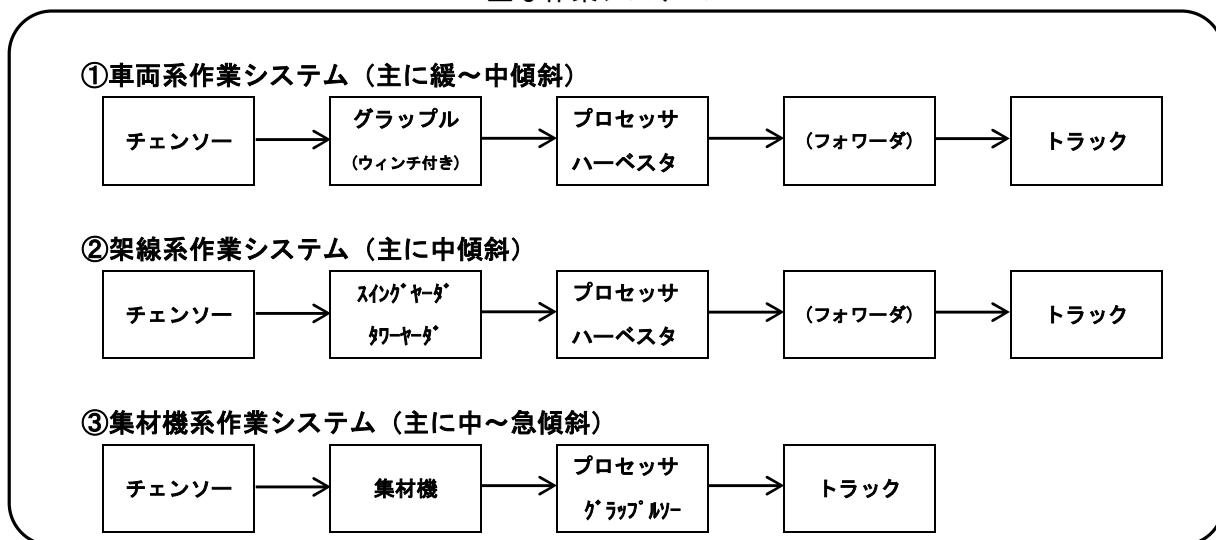 ①車両系作業システム（主に緩～中傾斜）
チェンソー
グラップル
(ウィンチ付き)
プロセッサ
ハーベスタ
(フォワーダ)
トラック
②架線系作業システム（主に中傾斜）
チェンソー
ｽｲﾝｸﾞﾔｰﾀﾞ
ﾀﾜｰﾔｰﾀﾞ
プロセッサ
ハーベスタ
(フォワーダ)
トラック
③集材機系作業システム（主に中～急傾斜）
チェンソー
集材機
プロセッサ
ｸﾞﾗｯﾌﾟﾙｿｰ
トラック